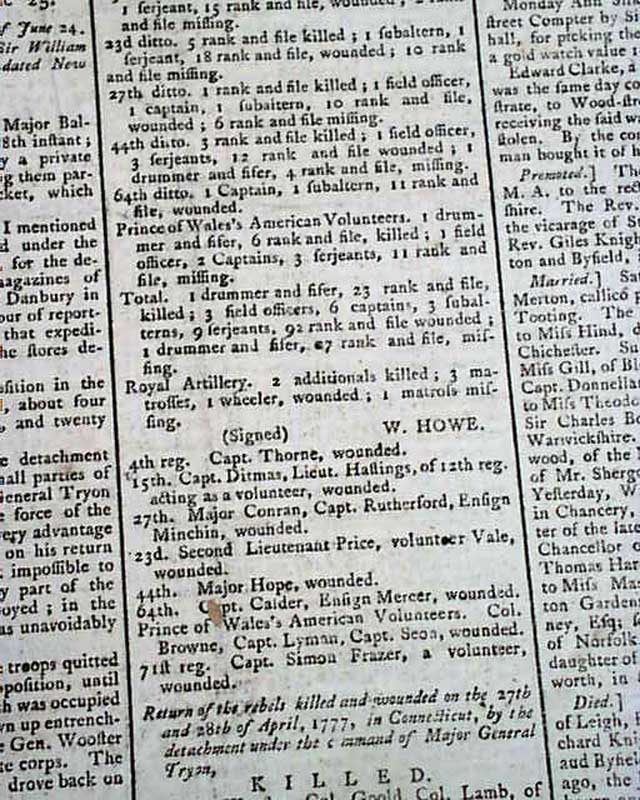 of June 24.
Sir William
dated New
Major Bal-
8th inſtant;
y a private
g them par-
cket, which
I mentioned
d under the
, for the de-
magazines of
Danbury in
our of report-
that expedi-
he ſtores de-
oſition in the
, about four
, and twenty
e detachment
mall parties of
General Tryon
e force of the
very advantage
on his return
impoſſible to
y part of the
oyed; in the
as unavoidably
e troops quitted
poſition, until
ch was occupied
wn up entrench-
e Gen. Wooſter
te corps. The
drove back on
1 ſerjeant, 15 rank and file, wounded; 2 rank
and file miſſing.
23d ditto. 5 rank and file killed; 1 ſubaltern, 1
ſerjeant, 18 rank and file, wounded; 10 rank
and file miſſing.
27th ditto. 1 rank and file killed; 1 field officer,
1 captain, 1 ſubaltern, 10 rank and file,
wounded; 6 rank and file miſſing.
44th ditto. 3 rank and file killed; 1 field officer,
3 ſerjeants, 12 rank and file wounded; 1
drummer and fifer, 4 rank and file, miſſing.
64th ditto. 1 Captain, 1 ſubaltern, 11 rank and
file, wounded.
Prince of Wales's American Volunteers. 1 drum-
mer and fifer, 6 rank and file, killed; 1 field
officer, 2 Captains, 3 ſerjeants, 11 rank and
file, miſſing.
Total. 1 drummer and fifer, 23 rank and file,
killed; 3 field officers, 6 captains, 3 ſubal-
terns, 9 ſerjeants, 92 rank and file wounded;
1 drummer and fifer, 27 rank and file, miſ-
ſing.
Royal Artillery. 2 additionals killed; 3 ma-
troſſes, 1 wheeler, wounded; 1 matroſs miſ-
ſing.
(Signed) W. HOWE.
4th reg. Capt. Thorne, wounded.
15th. Capt. Ditmas, Lieut. Haſtings, of 12th reg.
acting as a volunteer, wounded.
27th. Major Conran, Capt. Rutherford, Enſign
Minchin, wounded.
23d. Second Lieutenant Price, volunteer Vale,
wounded.
44th. Major Hope, wounded.
64th. Capt. Calder, Enſign Mercer, wounded.
Prince of Wales's American Volunteers. Col.
Browne, Capt. Lyman, Capt. Scoa, wounded.
71ſt reg. Capt. Simon Frazer, a volunteer,
wounded.
Return of the rebels killed and wounded on the 27th
and 28th of April, 1777, in Connecticut, by the
detachment under the command of Major General
Tryon,
KILLED.
Col. Goold Col. Lamb, of
Monday Ann
ſtreet Compter by Si
hall, for picking the
a gold watch value
Edward Clarke, a
was the ſame day co
ſtrate, to Wood-ſtre
receiving the ſaid wa
ſtolen. By the co
man bought it of h
Promoted.] The
M. A. to the rec
ſhire. The Rev.
the vicarage of S
Rev. Giles Knigh
ton and Byfield, i
Married.] Sa
Merton, callico
Tooting. The
to Miſs Hind, o
Chicheſter. Su
Miſs Gill, of Bl
Capt. Donnella
to Miſs Theodo
Sir Charles Bo
Warwickſhire.
wood, of the
of Mr. Sherge
Yeſterday, W
in Chancery,
ter of the late
Chancellor
Thomas Har
to Miſs Ma
ton Garden
ney, Eſq; ſ
of Norfolk
daughter of
worth, in
Died.]
of Leigh,
chard Kni
and Byfiel
ago, the